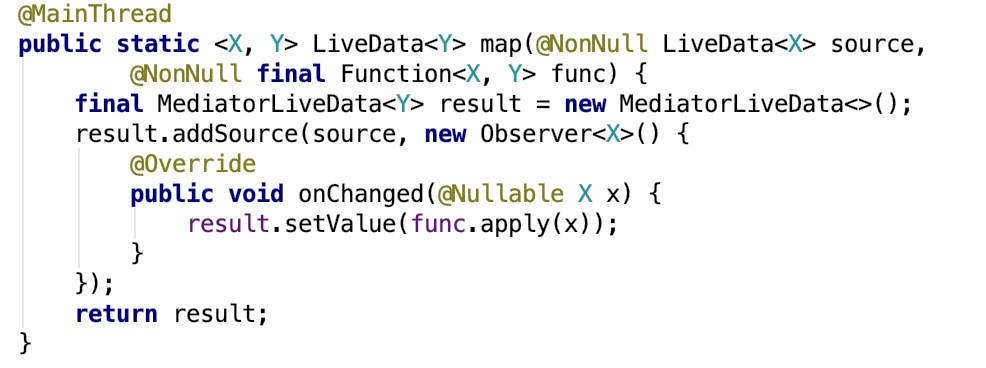 @MainThread
public static <X, Y> LiveData<Y> map(@NonNull LiveData<X> source,
        @NonNull final Function<X, Y> func) {
    final MediatorLiveData<Y> result = new MediatorLiveData<>();
    result.addSource(source, new Observer<X>() {
        @Override
        public void onChanged(@Nullable X x) {
            result.setValue(func.apply(x));
        }
    });
    return result;
}